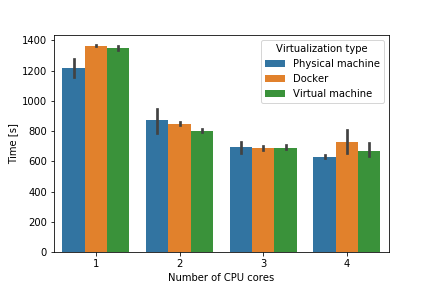 1400
1200
1000
800
600
400
200
0
Time [s]
Virtualization type
Physical machine
Docker
Virtual machine
1 2 3 4
Number of CPU cores